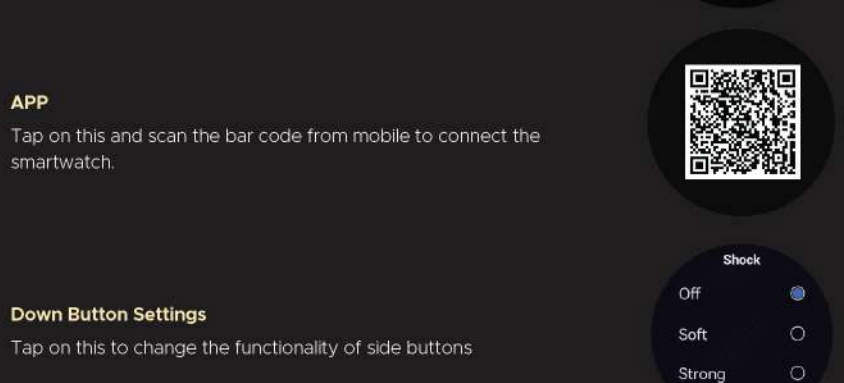 APP
Tap on this and scan the bar code from mobile to connect the
smartwatch.
Shock
Off
Soft
Strong
Down Button Settings
Tap on this to change the functionality of side buttons